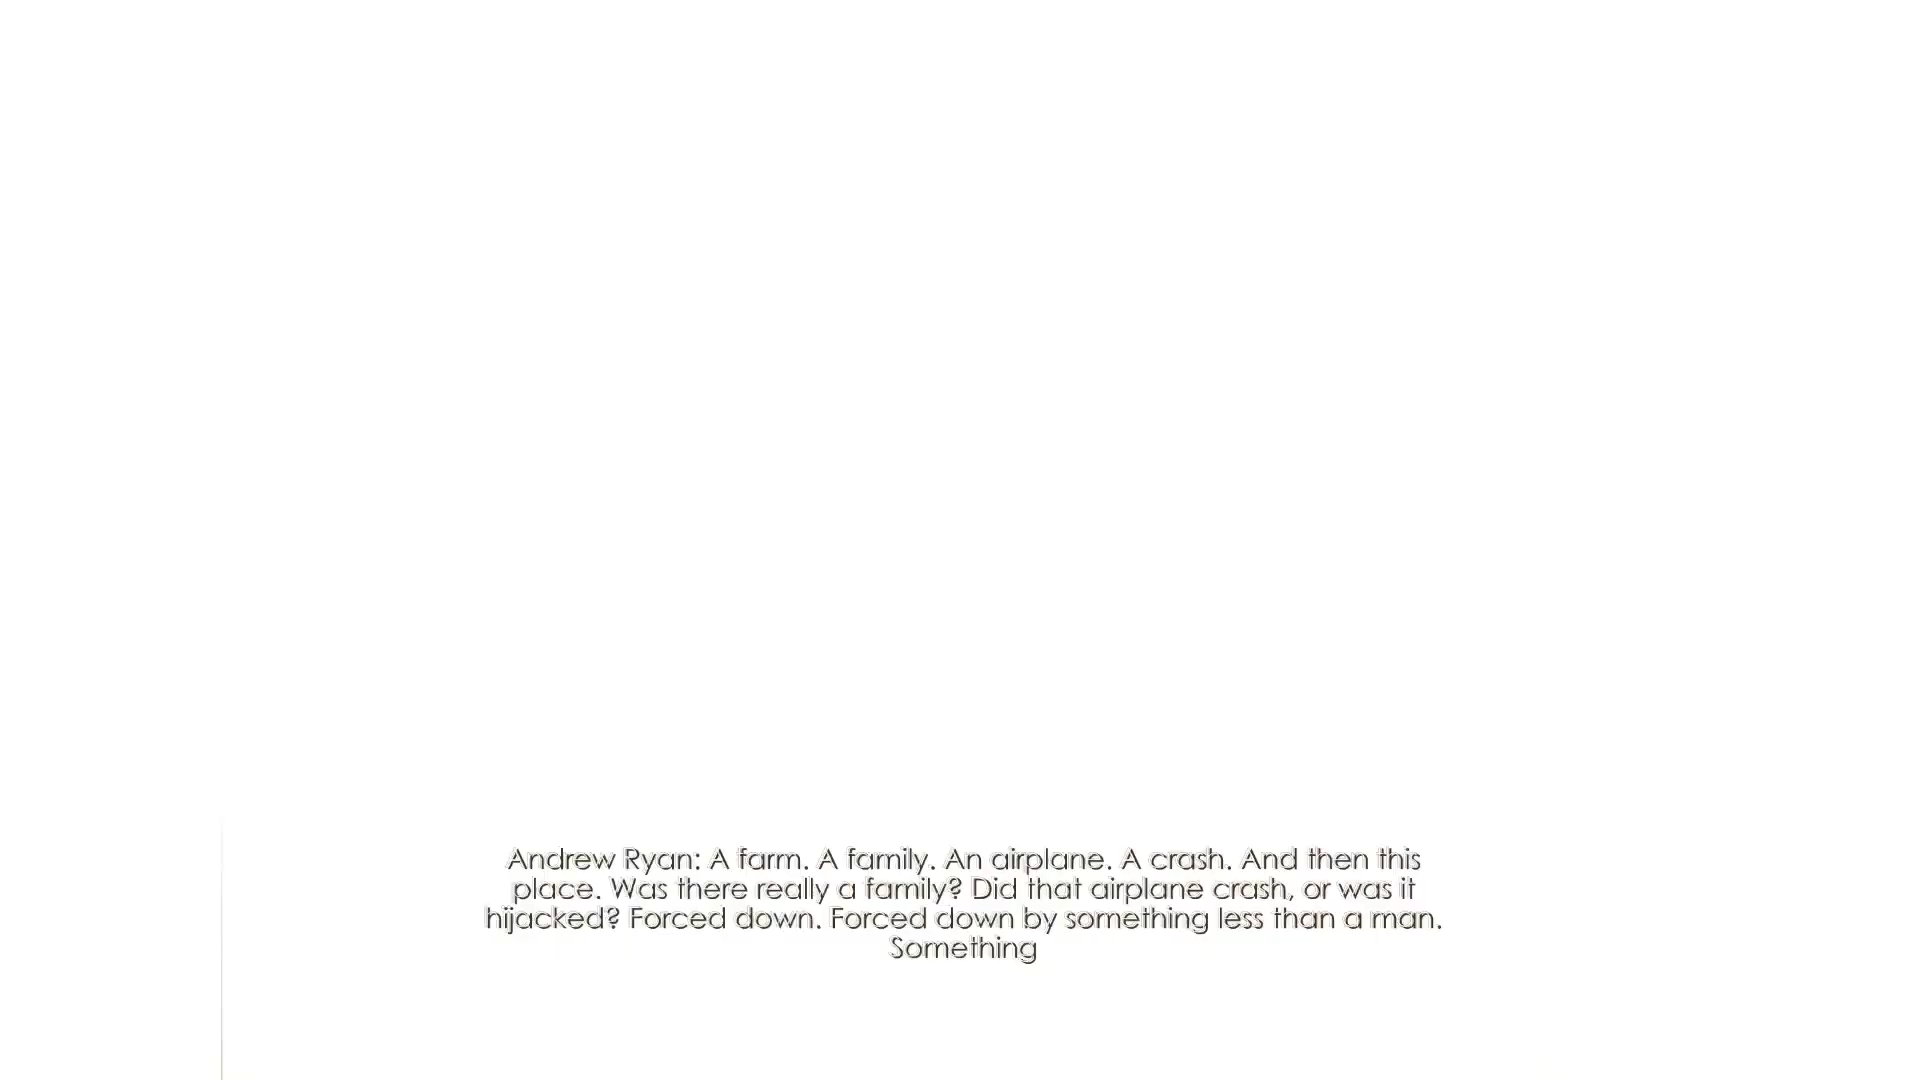 Andrew Ryan: A farm. A family. An airplane. A crash. And then this
place. Was there really a family? Did that airplane crash, or was it
hijacked? Forced down. Forced down by something less than a man.
Something